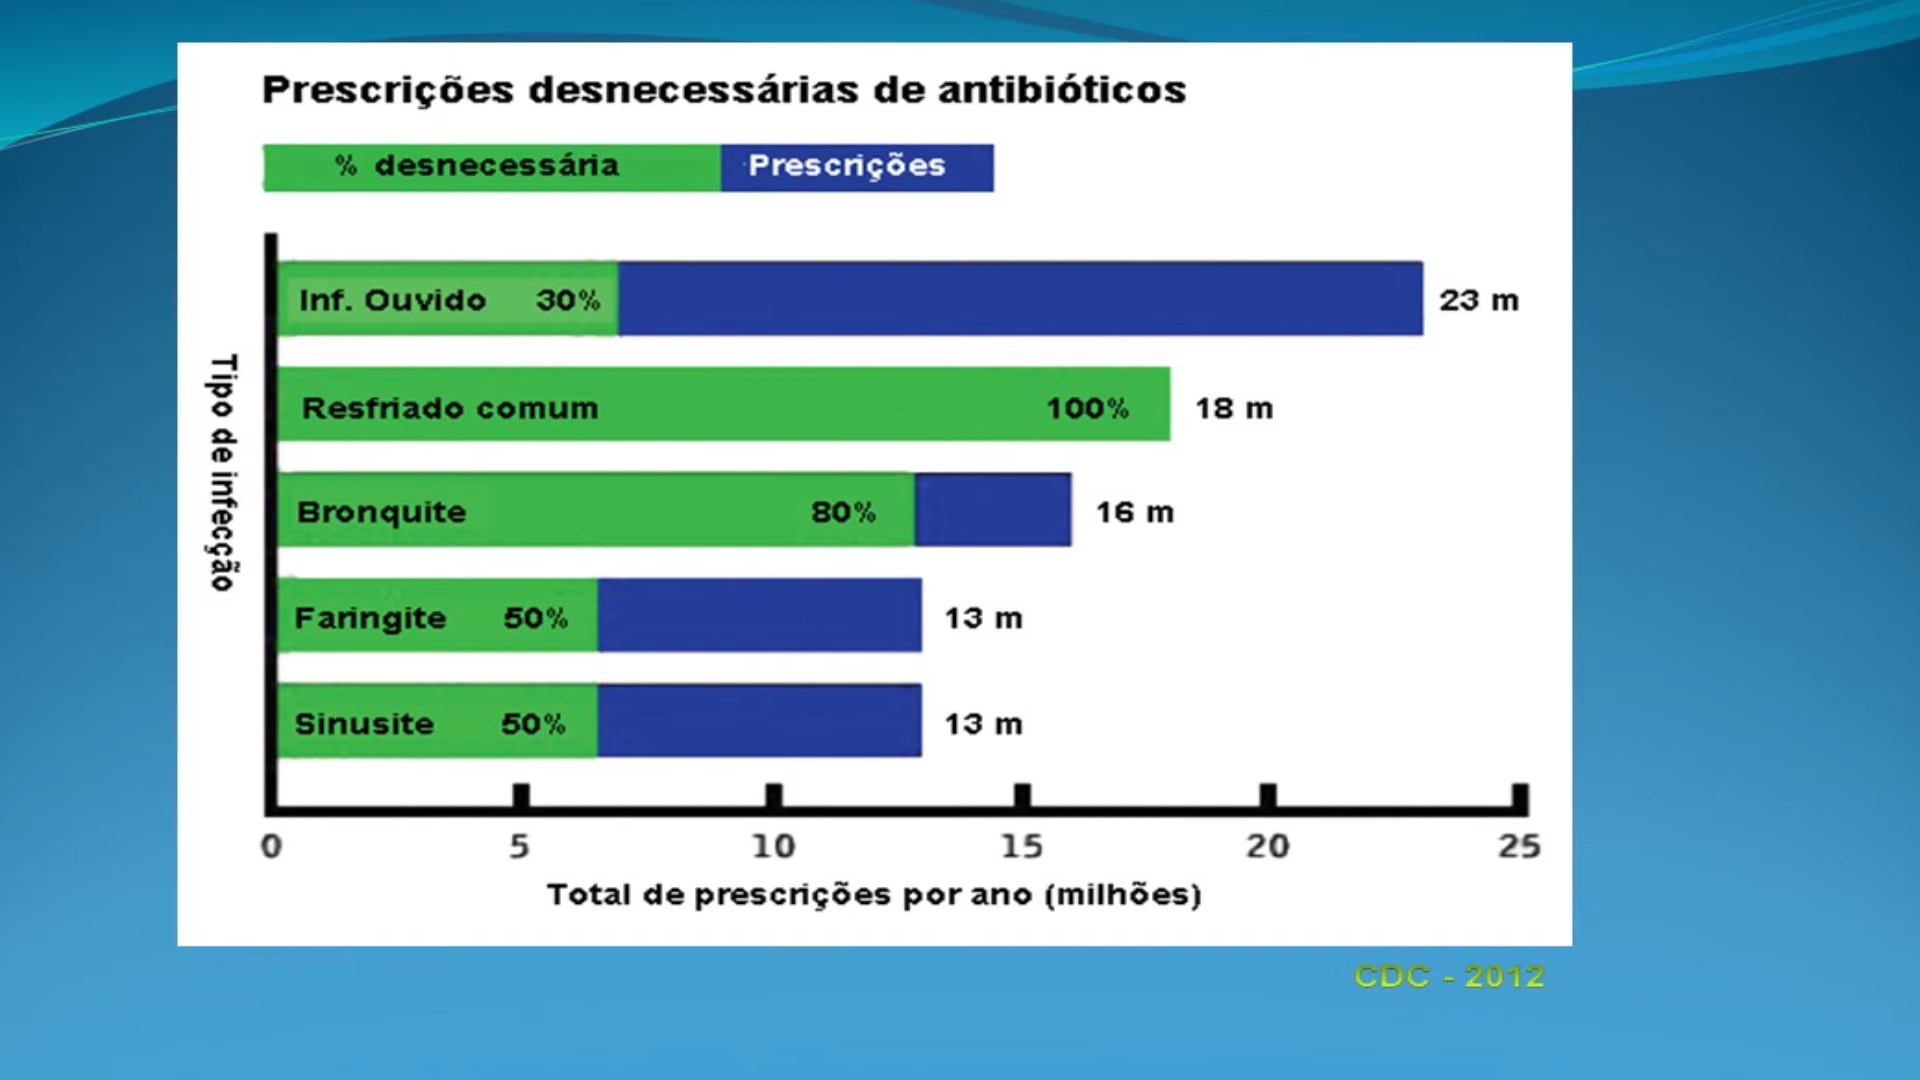 Prescrições desnecessárias de antibióticos
% desnecessária Prescrições
Tipo de infecção
Inf. Ouvido 30% 23 m
Resfriado comum 100% 18 m
Bronquite 80% 16 m
Faringite 50% 13 m
Sinusite 50% 13 m
0 5 10 15 20 25
Total de prescrições por ano (milhões)
CDC - 2012